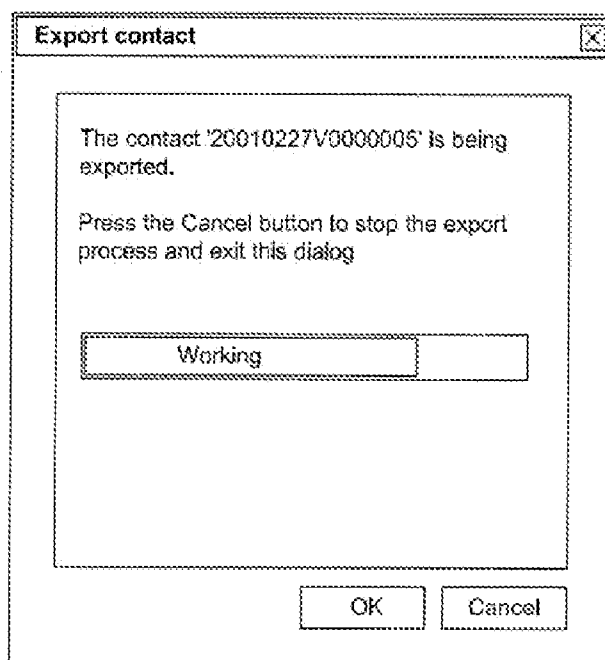 Export contact
The contact '20010227V0000005' is being
exported.
Press the Cancel button to stop the export
process and exit this dialog
Working
OK
Cancel